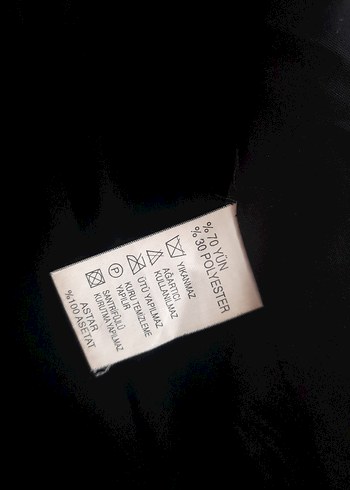 % 70 YÜN
% 30 POLYESTER
YIKANMAZ
AĞARTICI
KULLANILMAZ
ÜTÜ YAPILMAZ
KURU TEMİZLEME
YAPILIR
P
SANTRİFÜJLÜ
KURUTMA YAPILMAZ
ASTAR
%100 ASETAT